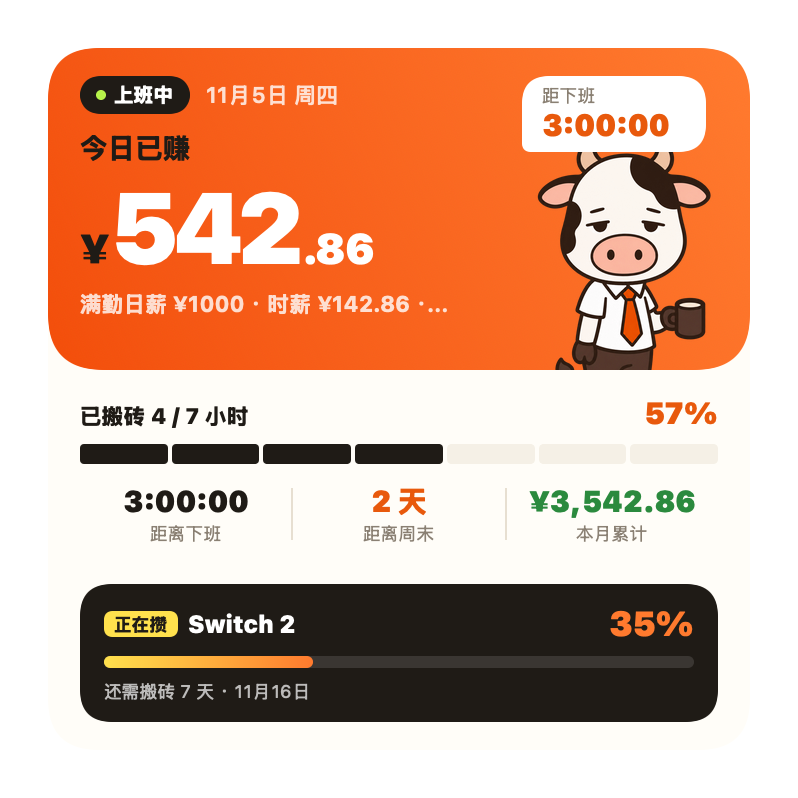 上班中 11月5日 周四
距下班
3:00:00
今日已赚
¥542.86
满勤日薪 ¥1000 · 时薪 ¥142.86 ·...
已搬砖 4 / 7 小时 57%
3:00:00 2 天 ¥3,542.86
距离下班 距离周末 本月累计
正在攒 Switch 2 35%
还需搬砖 7 天 · 11月16日